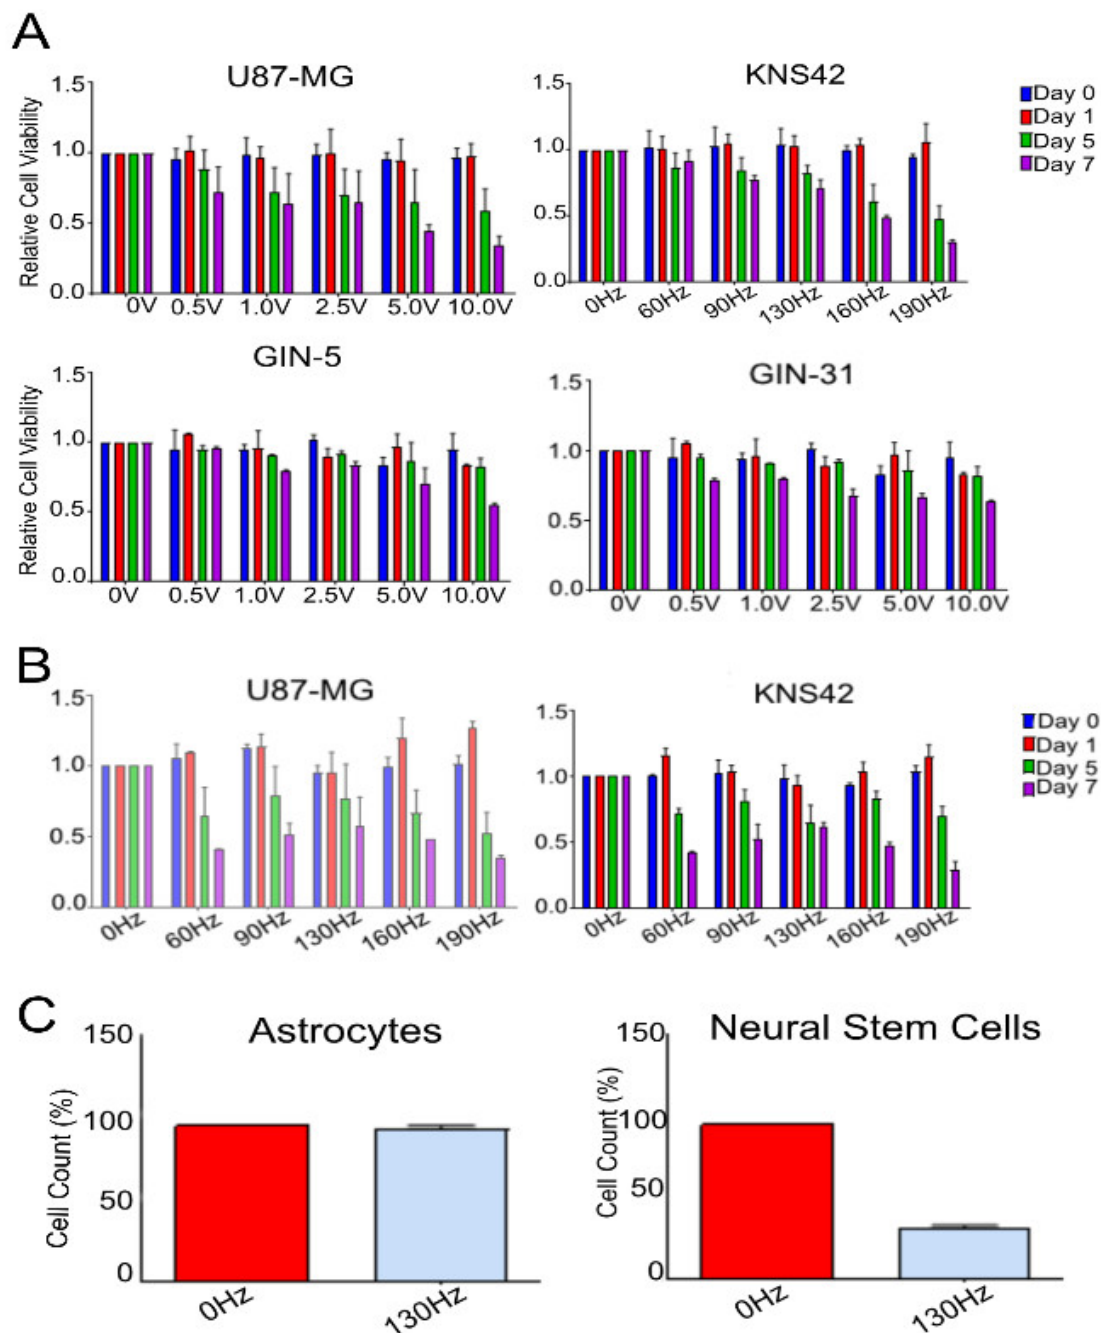 A
U87-MG
KNS42
Relative Cell Viability
1.5
1.0
0.5
0.0
0V 0.5V 1.0V 2.5V 5.0V 10.0V
1.5
1.0
0.5
0.0
0Hz 60Hz 90Hz 130Hz 160Hz 190Hz
Day 0
Day 1
Day 5
Day 7
GIN-5
GIN-31
Relative Cell Viability
1.5
1.0
0.5
0.0
0V 0.5V 1.0V 2.5V 5.0V 10.0V
1.5
1.0
0.5
0.0
0V 0.5V 1.0V 2.5V 5.0V 10.0V
B
U87-MG
KNS42
1.5
1.0
0.5
0.0
0Hz 60Hz 90Hz 130Hz 160Hz 190Hz
1.5
1.0
0.5
0.0
0Hz 60Hz 90Hz 130Hz 160Hz 190Hz
Day 0
Day 1
Day 5
Day 7
C
Astrocytes
Neural Stem Cells
Cell Count (%)
150
100
50
0
0Hz 130Hz
Cell Count (%)
150
100
50
0
0Hz 130Hz